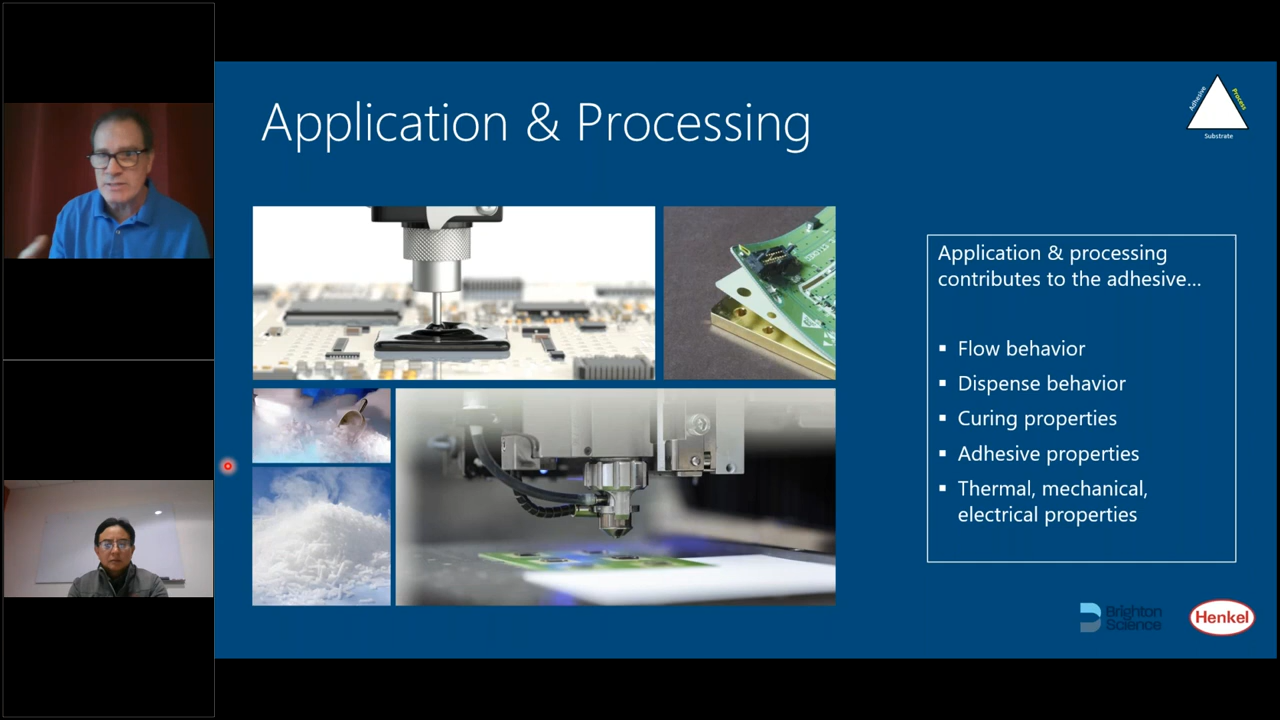 Application & Processing
Adhesive
Process
Substrate
Application & processing
contributes to the adhesive...
▪ Flow behavior
▪ Dispense behavior
▪ Curing properties
▪ Adhesive properties
▪ Thermal, mechanical,
electrical properties
Brighton
Science
Henkel